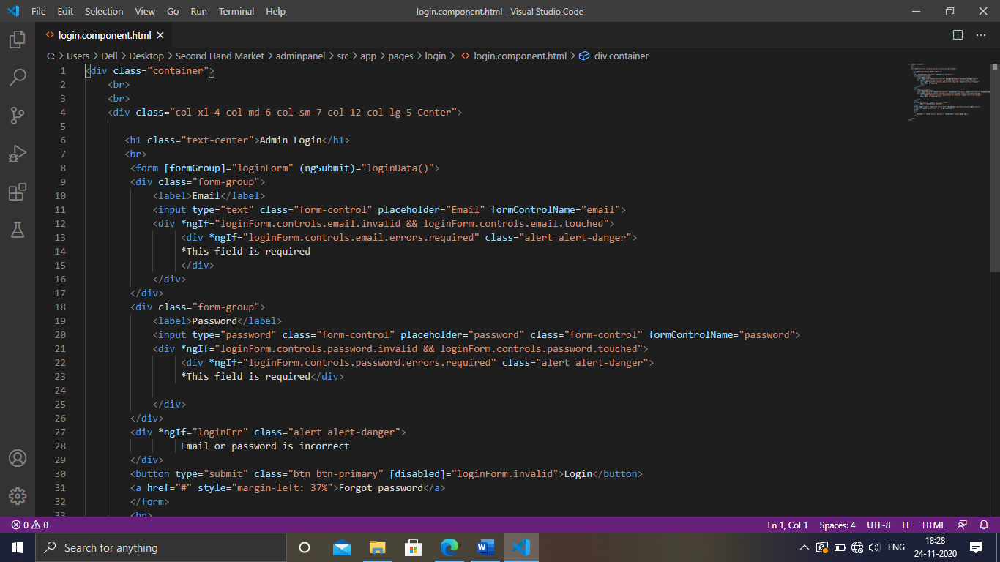 File Edit Selection View Go Run Terminal Help login.component.html - Visual Studio Code
login.component.html
C: > Users > Dell > Desktop > Second Hand Market > adminpanel > src > app > pages > login > login.component.html > div.container
1 <div class="container">
2 <br>
3 <br>
4 <div class="col-xl-4 col-md-6 col-sm-7 col-12 col-lg-5 Center">
5
6 <h1 class="text-center">Admin Login</h1>
7 <br>
8 <form [formGroup]="loginForm" (ngSubmit)="loginData()">
9 <div class="form-group">
10 <label>Email</label>
11 <input type="text" class="form-control" placeholder="Email" formControlName="email">
12 <div *ngIf="loginForm.controls.email.invalid && loginForm.controls.email.touched">
13 <div *ngIf="loginForm.controls.email.errors.required" class="alert alert-danger">
14 *This field is required
15 </div>
16 </div>
17 </div>
18 <div class="form-group">
19 <label>Password</label>
20 <input type="password" class="form-control" placeholder="password" class="form-control" formControlName="password">
21 <div *ngIf="loginForm.controls.password.invalid && loginForm.controls.password.touched">
22 <div *ngIf="loginForm.controls.password.errors.required" class="alert alert-danger">
23 *This field is required</div>
24
25 </div>
26 </div>
27 <div *ngIf="loginErr" class="alert alert-danger">
28 Email or password is incorrect
29 </div>
30 <button type="submit" class="btn btn-primary" [disabled]="loginForm.invalid">Login</button>
31 <a href="#" style="margin-left: 37%">Forgot password</a>
32 </form>
33 <br>
0 0 Ln 1, Col 1 Spaces: 4 UTF-8 LF HTML
Search for anything ENG 18:28
24-11-2020